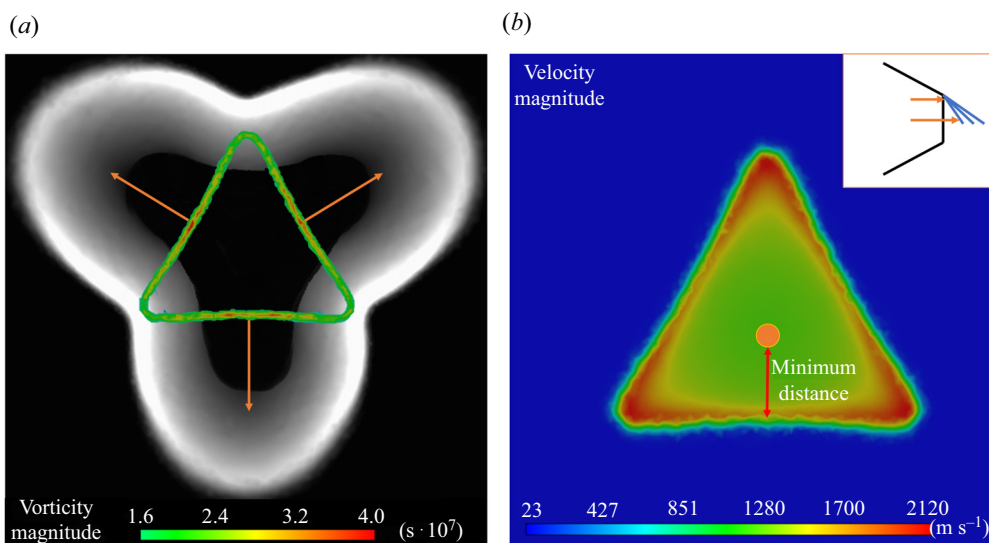 (a)
(b)
Velocity
magnitude
Minimum
distance
Vorticity
magnitude
1.6 2.4 3.2 4.0
(s · 10⁷)
23 427 851 1280 1700 2120
(m s⁻¹)